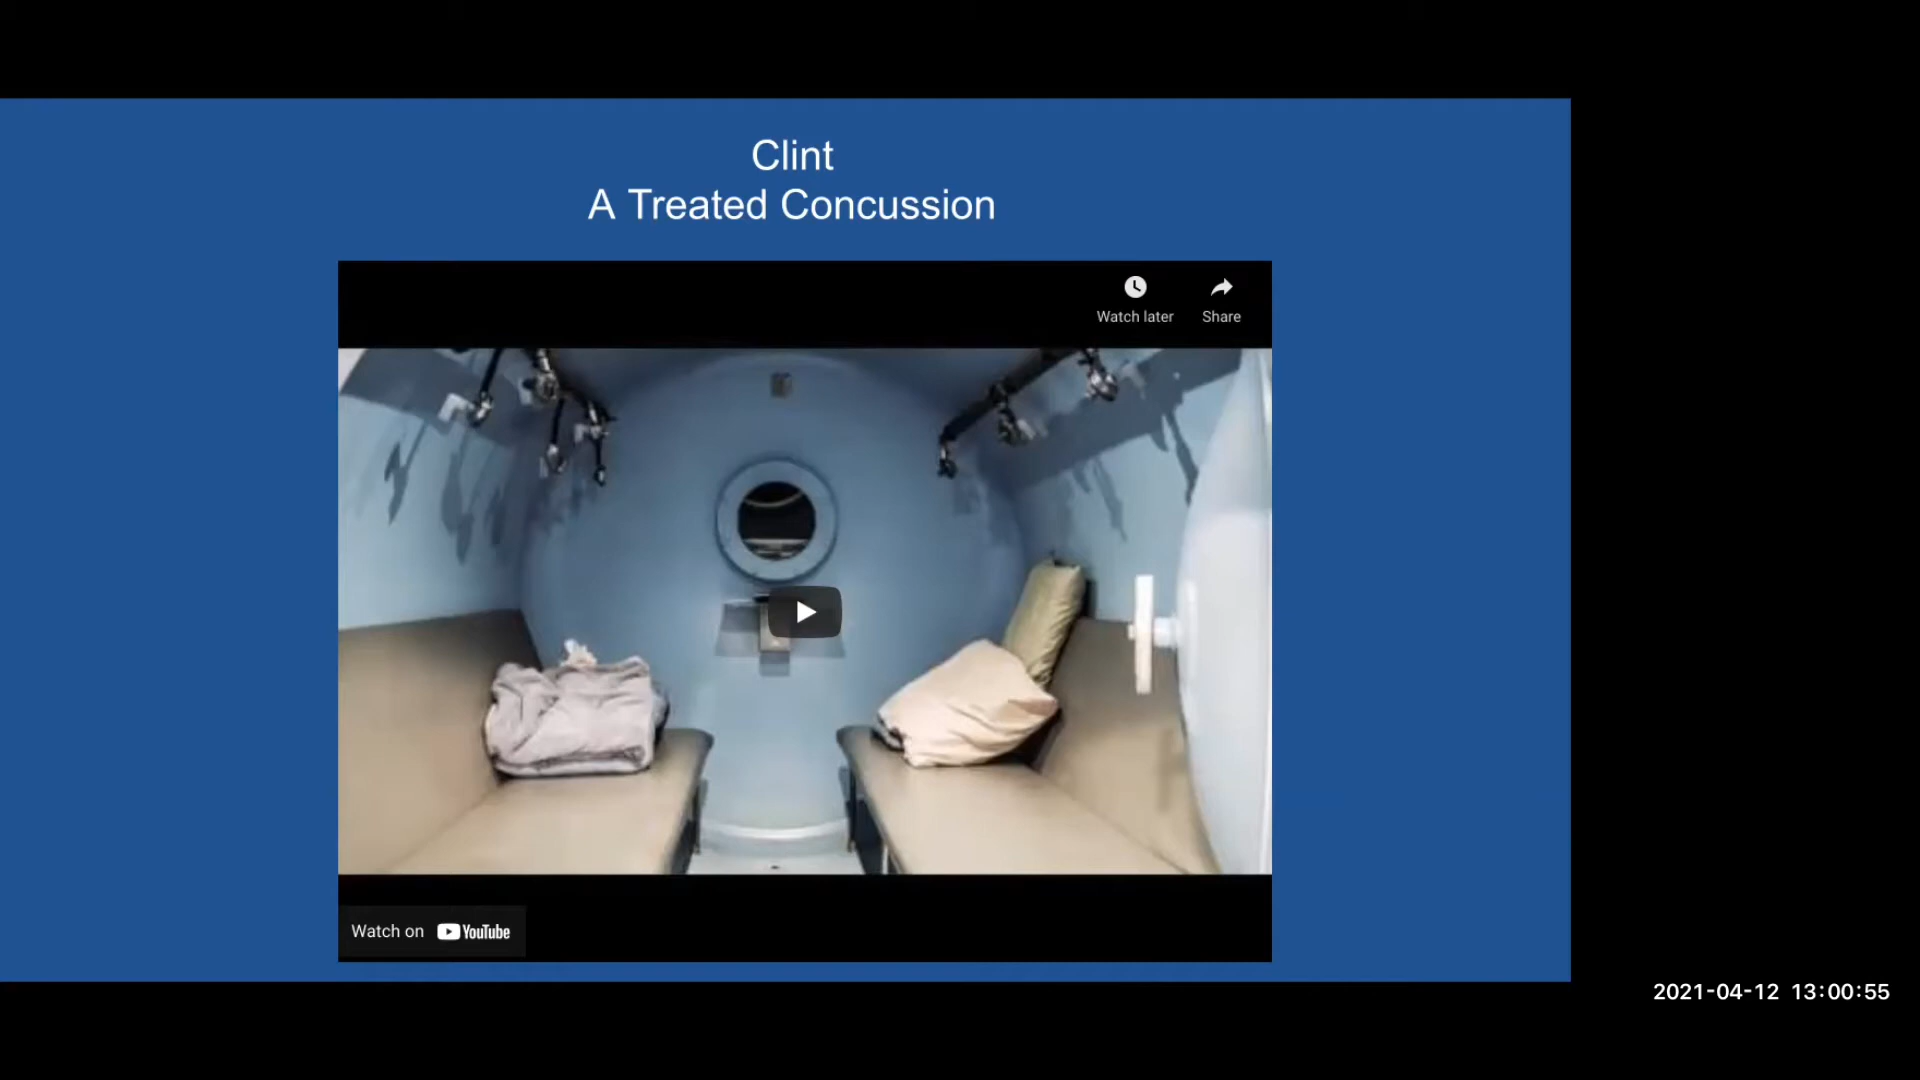 Clint
A Treated Concussion
Watch later
Share
Watch on YouTube
2021-04-12 13:00:55